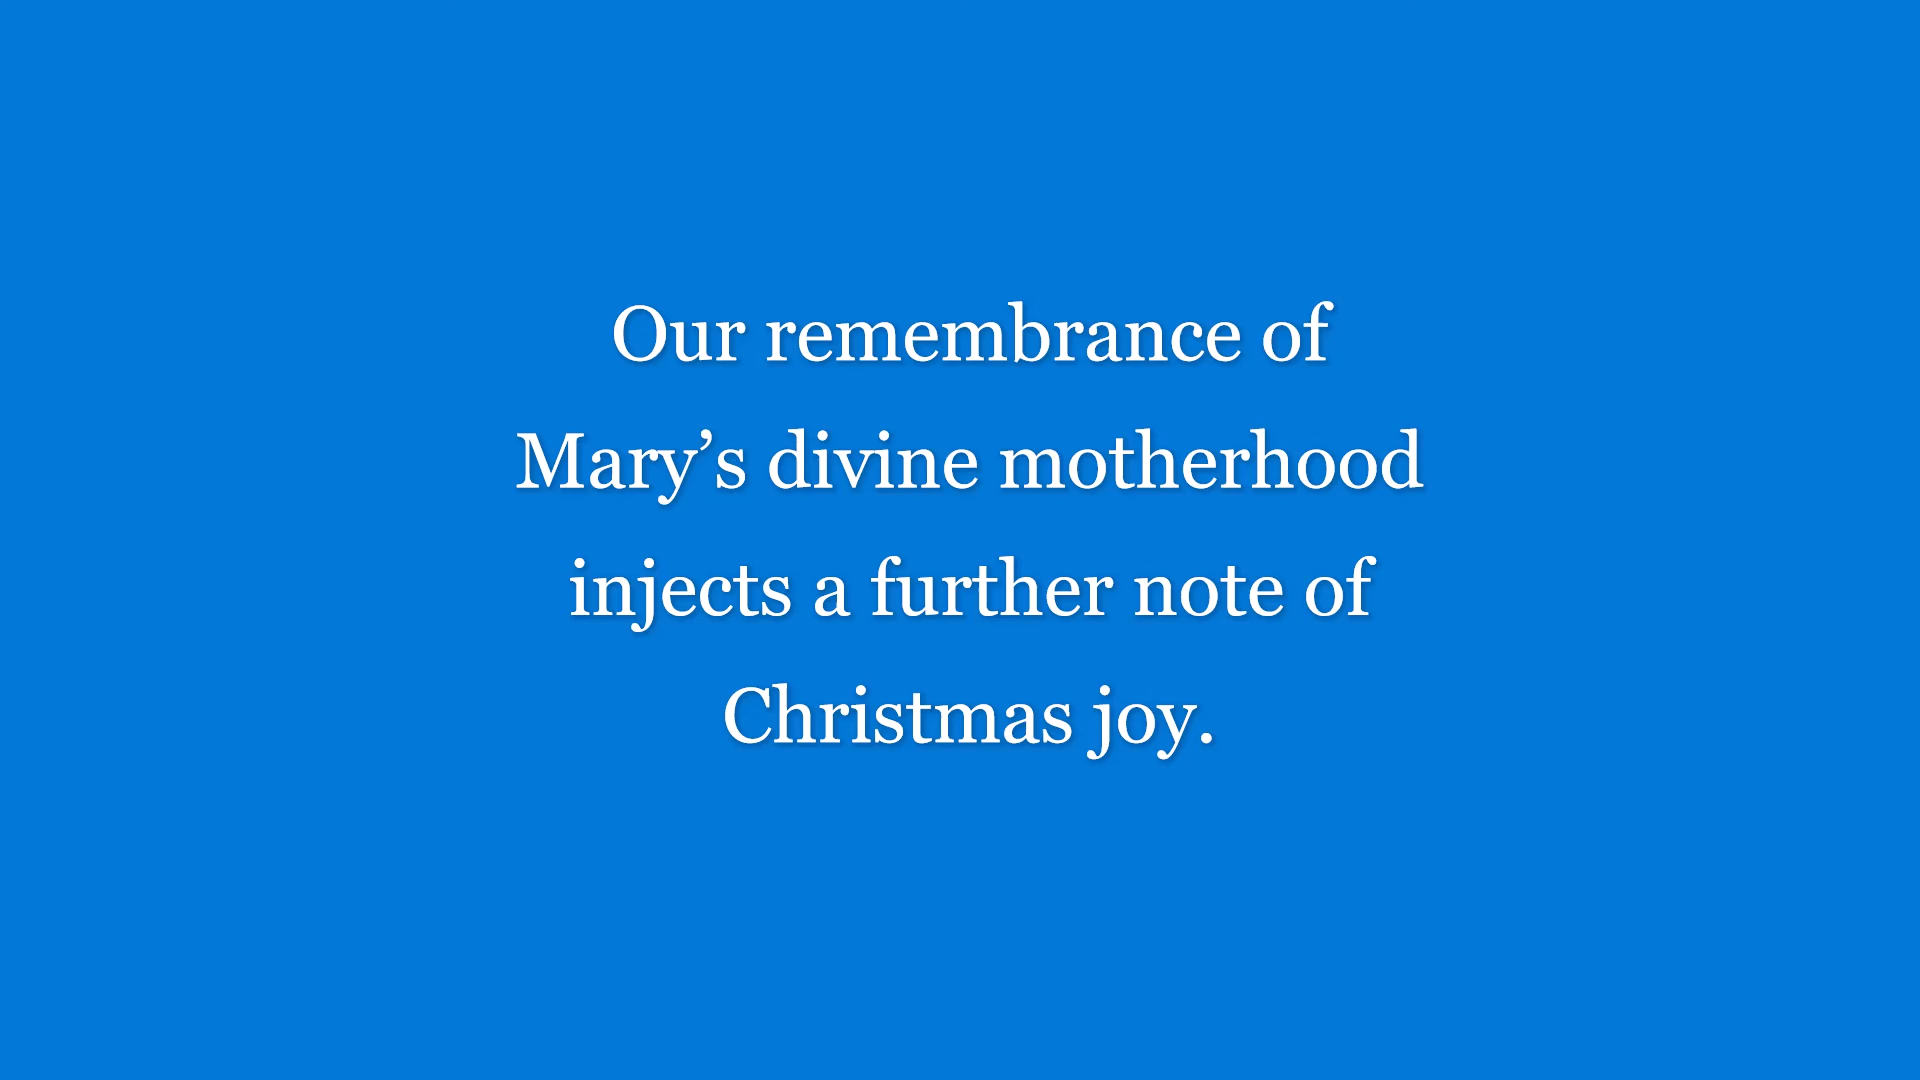 Our remembrance of
Mary’s divine motherhood
injects a further note of
Christmas joy.